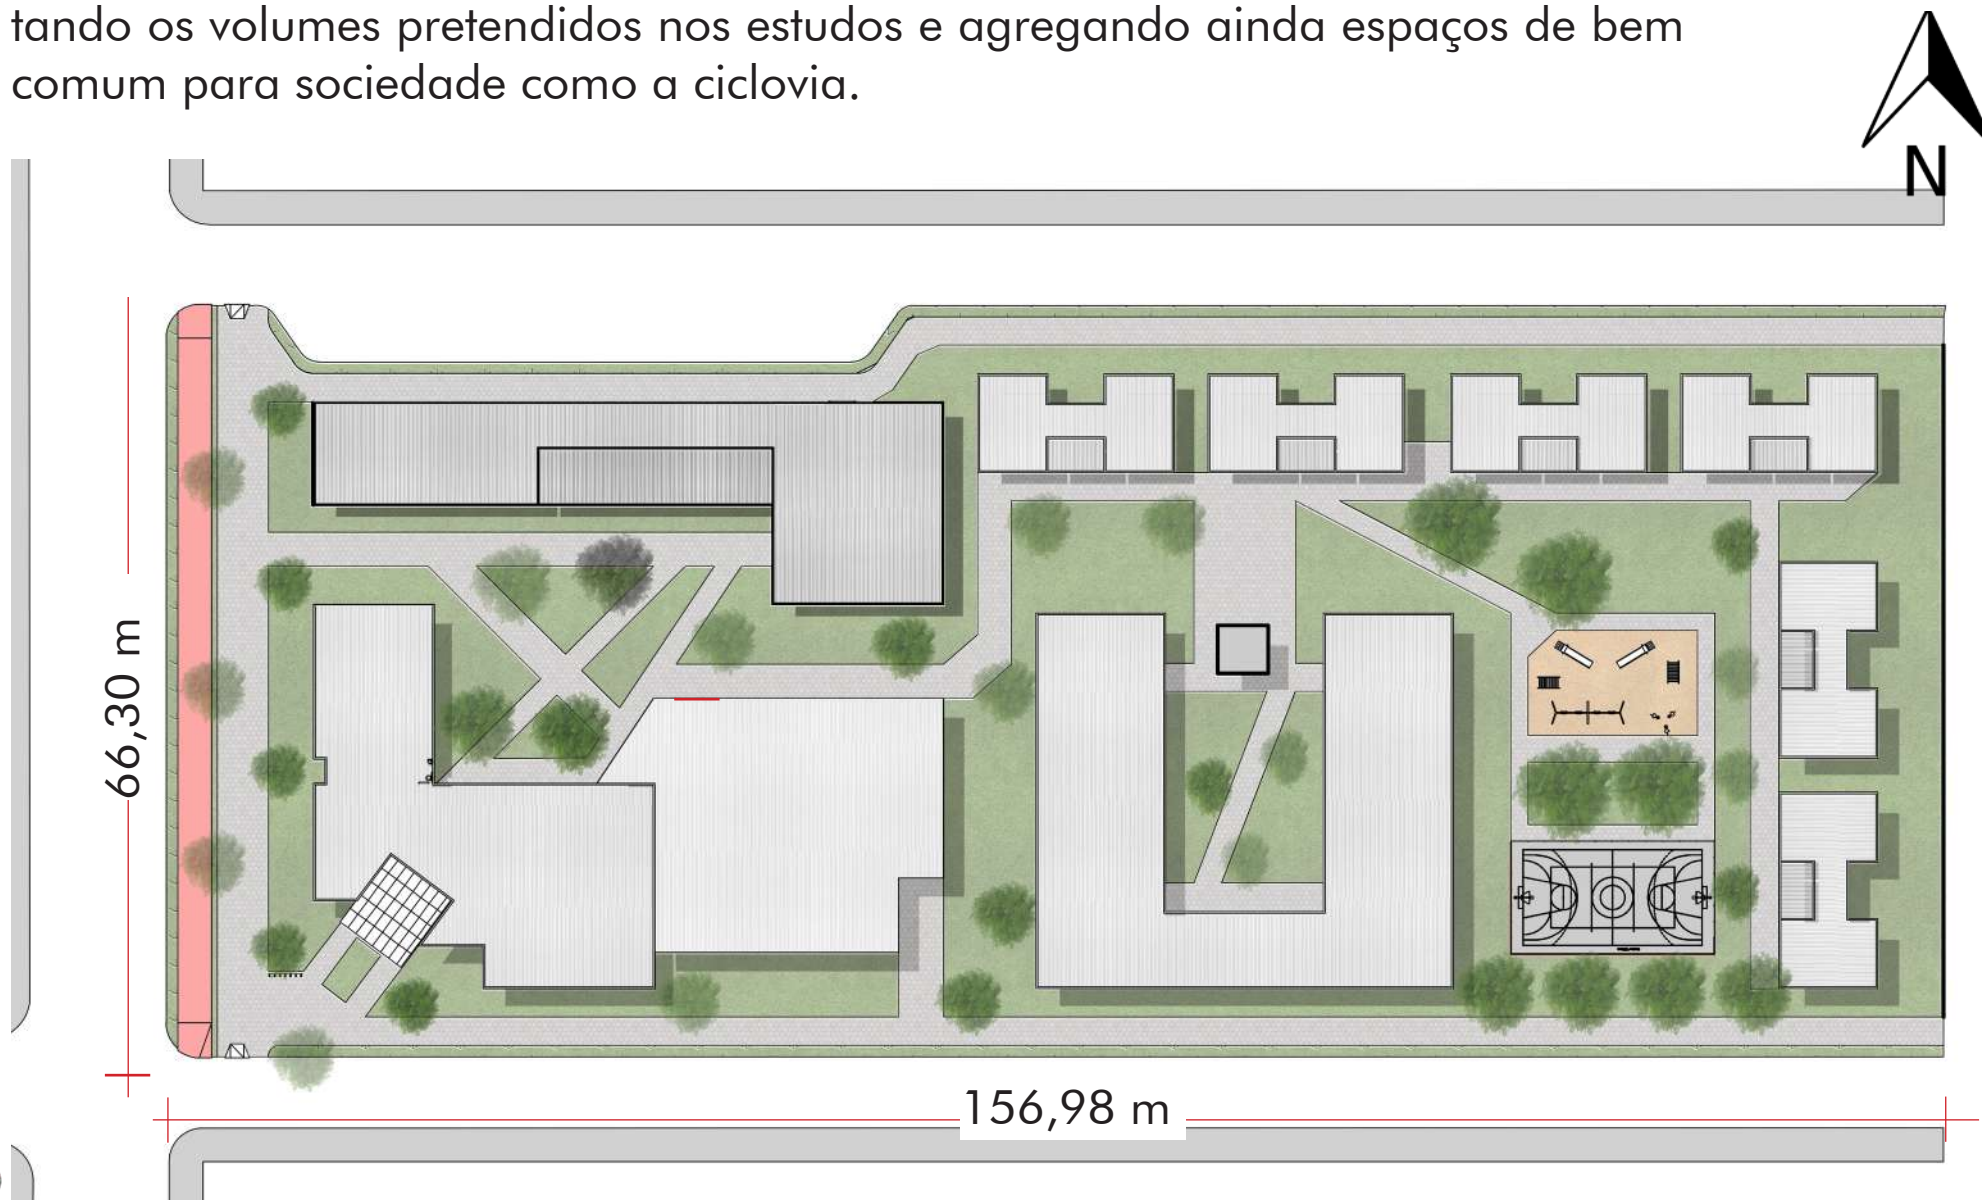 tando os volumes pretendidos nos estudos e agregando ainda espaços de bem
comum para sociedade como a ciclovia.
N
66,30 m
156,98 m